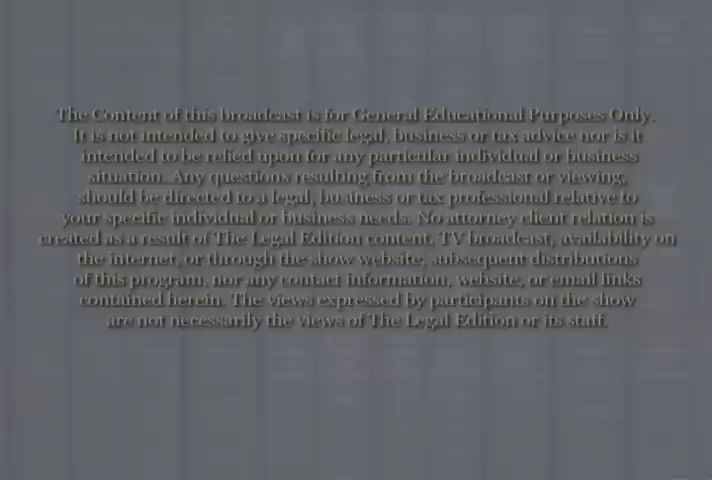 The Content of this broadcast is for General Educational Purposes Only.
It is not intended to give specific legal, business or tax advice nor is it
intended to be relied upon for any particular individual or business
situation. Any questions resulting from the broadcast or viewing,
should be directed to a legal, business or tax professional relative to
your specific individual or business needs. No attorney client relation is
created as a result of The Legal Edition content, TV broadcast, availability on
the internet, or through the show website, subsequent distributions
of this program, nor any contact information, website, or email links
contained herein. The views expressed by participants on the show
are not necessarily the views of The Legal Edition or its staff.